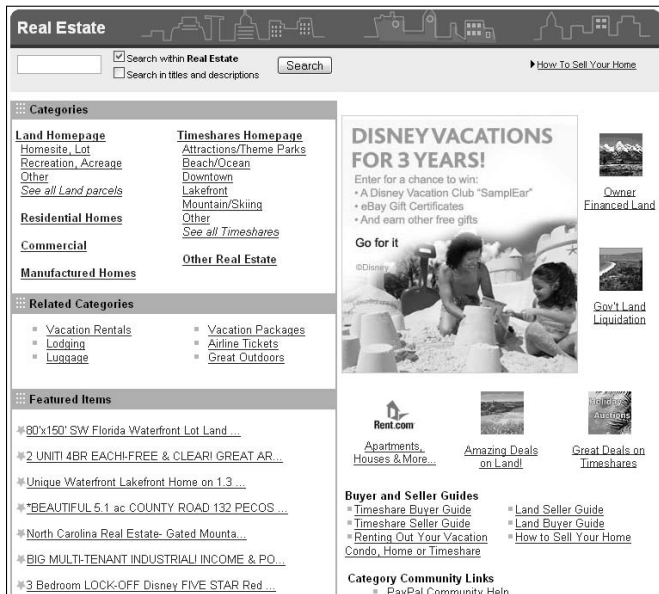 Real Estate
Search within Real Estate
Search in titles and descriptions
Search
How To Sell Your Home
Categories
Land Homepage
Homesite, Lot
Recreation, Acreage
Other
See all Land parcels
Residential Homes
Commercial
Manufactured Homes
Timeshares Homepage
Attractions/Theme Parks
Beach/Ocean
Downtown
Lakefront
Mountain/Skiing
Other
See all Timeshares
Other Real Estate
Related Categories
Vacation Rentals
Lodging
Luggage
Vacation Packages
Airline Tickets
Great Outdoors
Featured Items
80'x150' SW Florida Waterfront Lot Land ...
2 UNIT! 4BR EACH!-FREE & CLEAR! GREAT AR...
Unique Waterfront Lakefront Home on 1.3 ...
*BEAUTIFUL 5.1 ac COUNTY ROAD 132 PECOS ...
North Carolina Real Estate- Gated Mounta...
BIG MULTI-TENANT INDUSTRIAL! INCOME & PO...
3 Bedroom LOCK-OFF Disney FIVE STAR Red ...
DISNEY VACATIONS
FOR 3 YEARS!
Enter for a chance to win:
• A Disney Vacation Club "SamplEar"
• eBay Gift Certificates
• And earn other free gifts
Go for it
©Disney
Owner
Financed Land
Gov't Land
Liquidation
Rent.com
Apartments,
Houses & More...
Amazing Deals
on Land!
Holiday
Auctions
Great Deals on
Timeshares
Buyer and Seller Guides
Timeshare Buyer Guide
Timeshare Seller Guide
Renting Out Your Vacation
Condo, Home or Timeshare
Land Seller Guide
Land Buyer Guide
How to Sell Your Home
Category Community Links
PayPal Community Help